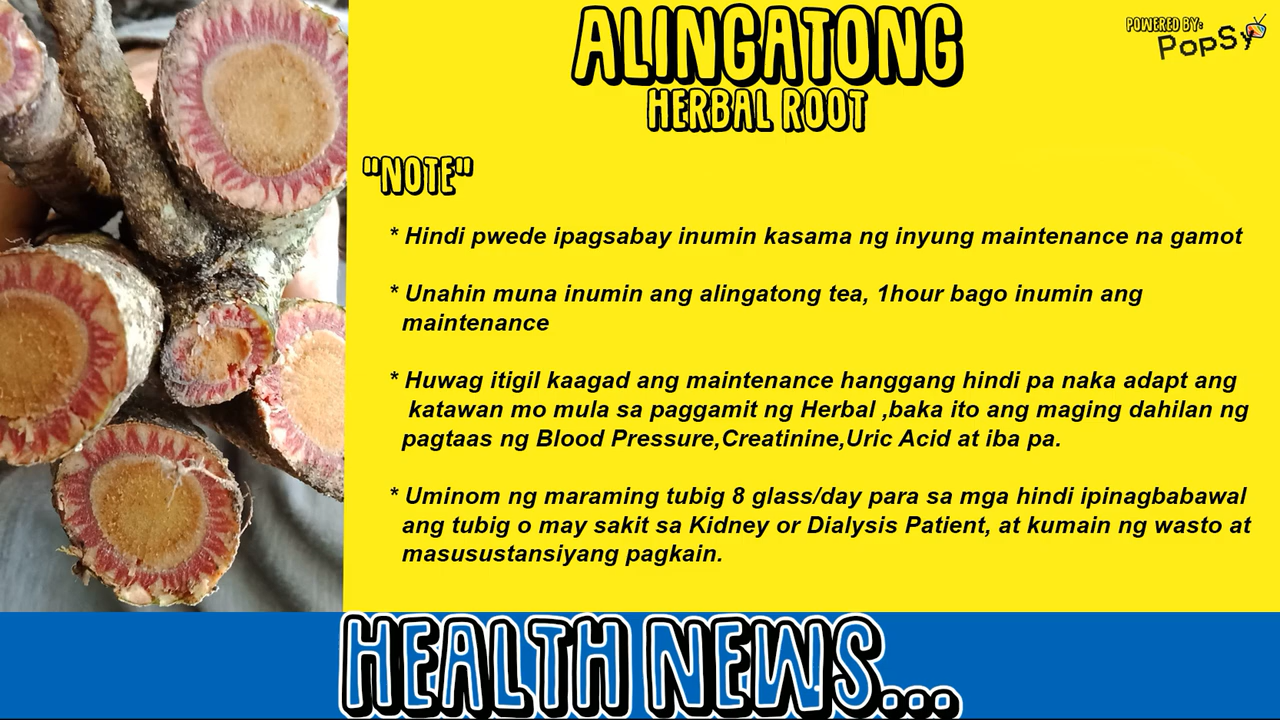 ALINGATONG
HERBAL ROOT
POWERED BY:
PopSy
"NOTE"
* Hindi pwede ipagsabay inumin kasama ng inyung maintenance na gamot
* Unahin muna inumin ang alingatong tea, 1hour bago inumin ang
maintenance
* Huwag itigil kaagad ang maintenance hanggang hindi pa naka adapt ang
katawan mo mula sa paggamit ng Herbal ,baka ito ang maging dahilan ng
pagtaas ng Blood Pressure,Creatinine,Uric Acid at iba pa.
* Uminom ng maraming tubig 8 glass/day para sa mga hindi ipinagbabawal
ang tubig o may sakit sa Kidney or Dialysis Patient, at kumain ng wasto at
masusustansiyang pagkain.
HEALTH NEWS...